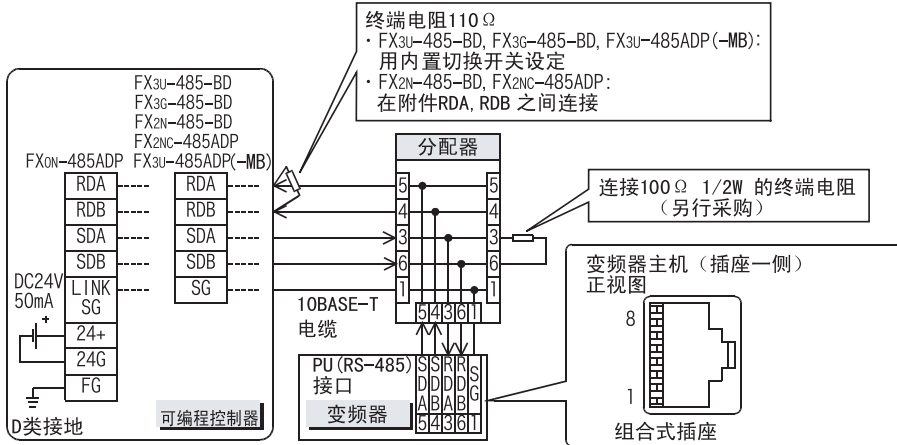 终端电阻110Ω
・FX3U-485-BD, FX3G-485-BD, FX3U-485ADP(-MB):
用内置切换开关设定
・FX2N-485-BD, FX2NC-485ADP:
在附件RDA, RDB 之间连接
FX3U-485-BD
FX3G-485-BD
FX2N-485-BD
FX2NC-485ADP
FX0N-485ADP FX3U-485ADP(-MB)
RDA RDA
RDB RDB
SDA SDA
SDB SDB
LINK SG SG
24+
24G
FG
DC24V
50mA
+
D类接地
可编程控制器
分配器
5 5
4 4
3 3
6 6
1 1
5 4 3 6 1
10BASE-T
电缆
连接100Ω 1/2W 的终端电阻
（另行采购）
PU(RS-485)
接口
变频器
SDA SDB RDA RDB SG
5 4 3 6 1
变频器主机（插座一侧）
正视图
8
1
组合式插座